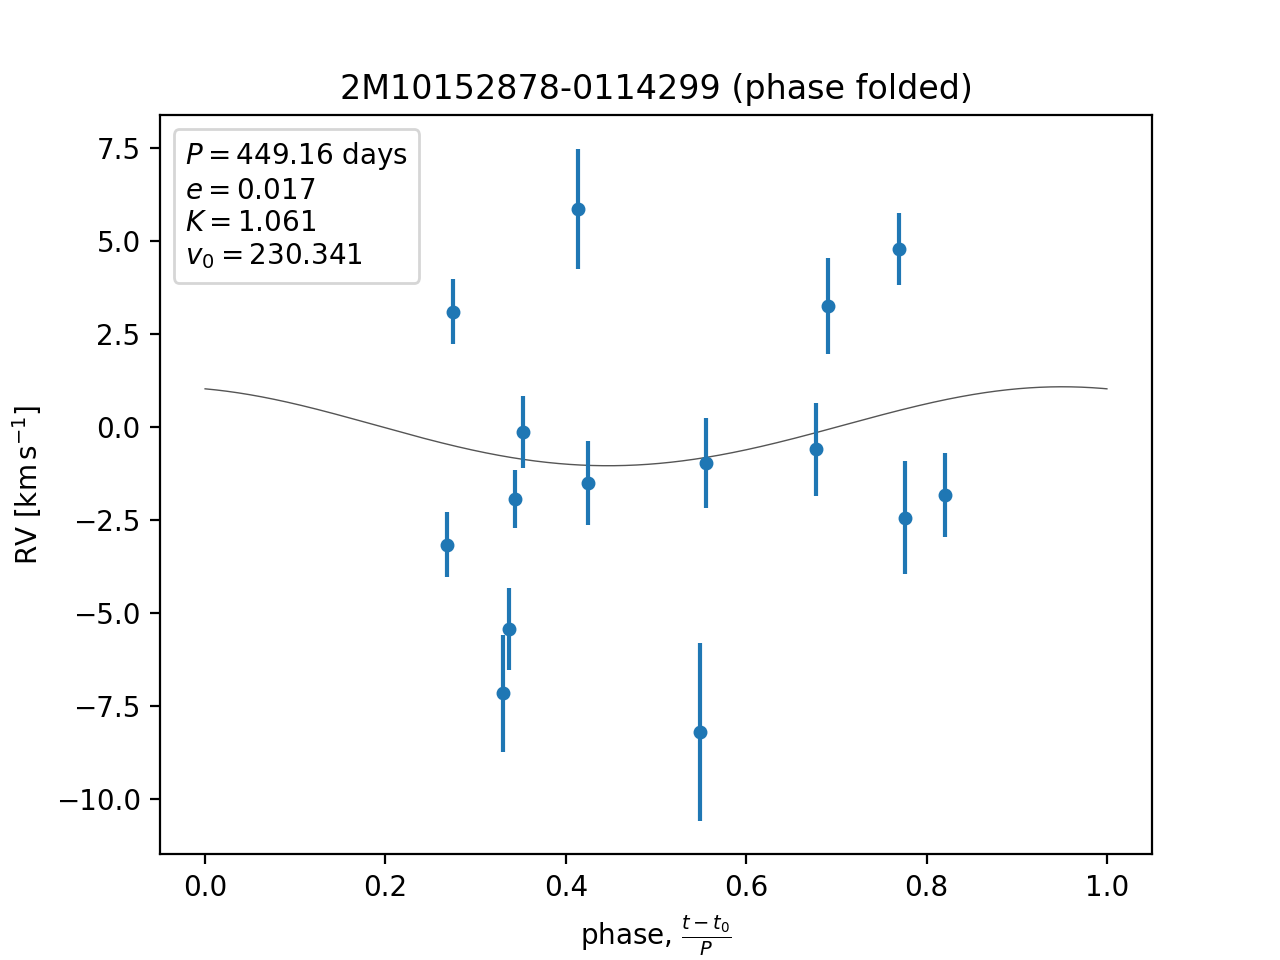 2M10152878-0114299 (phase folded)
P = 449.16 days
e = 0.017
K = 1.061
v₀ = 230.341
RV [km s⁻¹]
7.5
5.0
2.5
0.0
−2.5
−5.0
−7.5
−10.0
0.0 0.2 0.4 0.6 0.8 1.0
phase, (t − t₀)/P